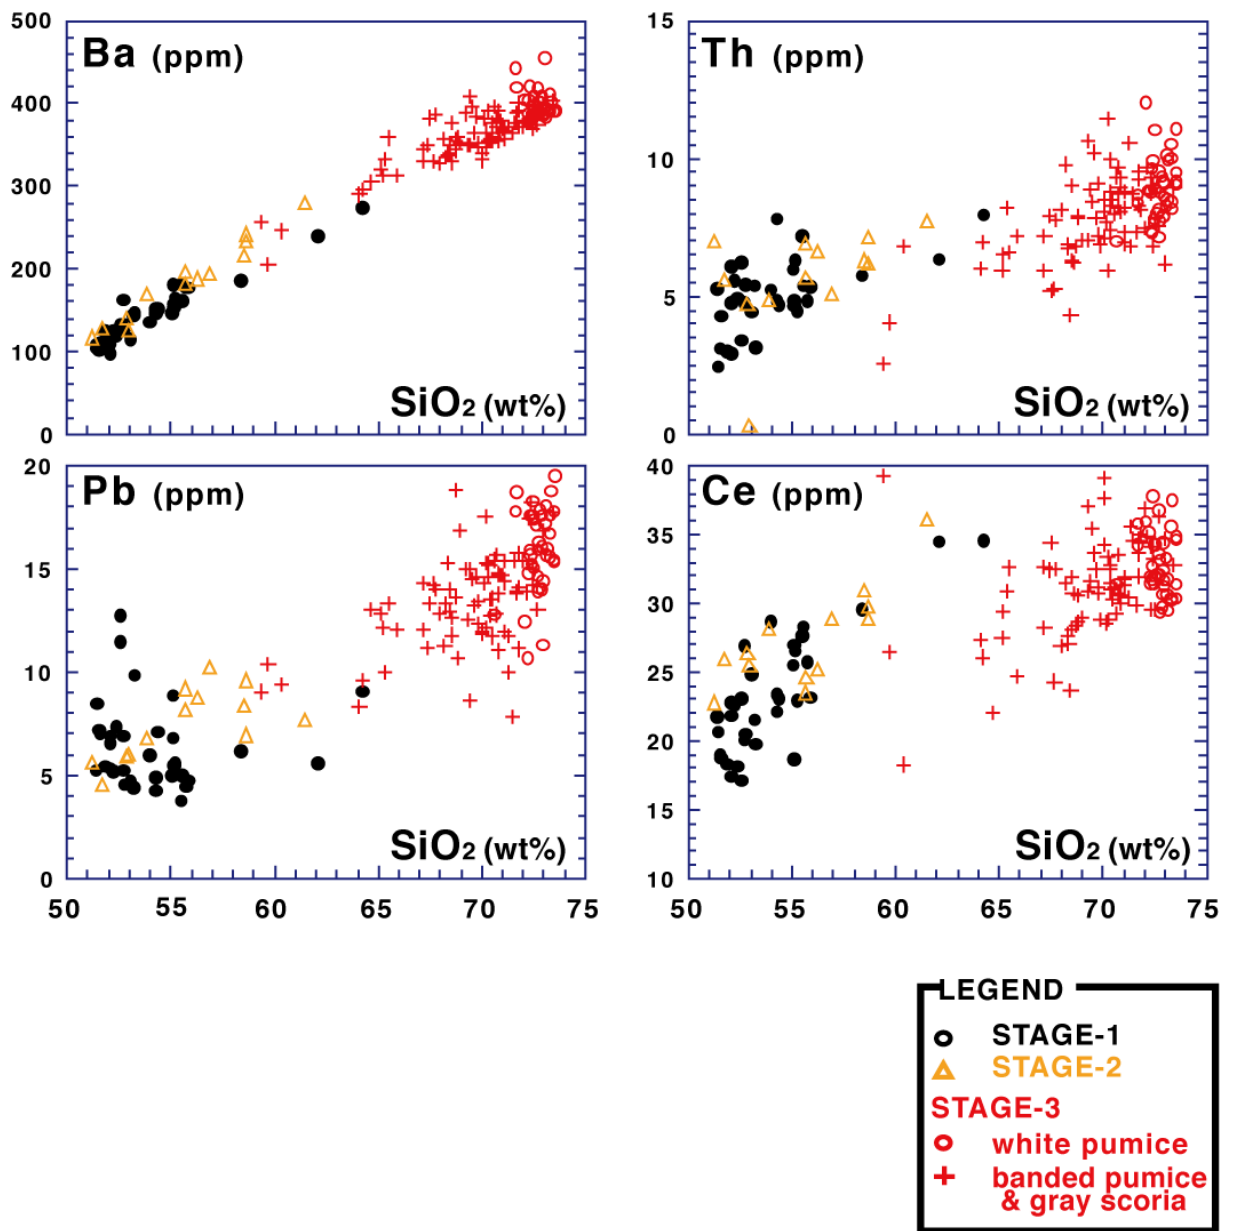 500
400
300
200
100
0
Ba (ppm)
SiO2 (wt%)
15
10
5
0
Th (ppm)
SiO2 (wt%)
20
15
10
5
0
Pb (ppm)
SiO2 (wt%)
50 55 60 65 70 75
40
35
30
25
20
15
10
Ce (ppm)
SiO2 (wt%)
50 55 60 65 70 75
LEGEND
STAGE-1
STAGE-2
STAGE-3
white pumice
banded pumice
& gray scoria